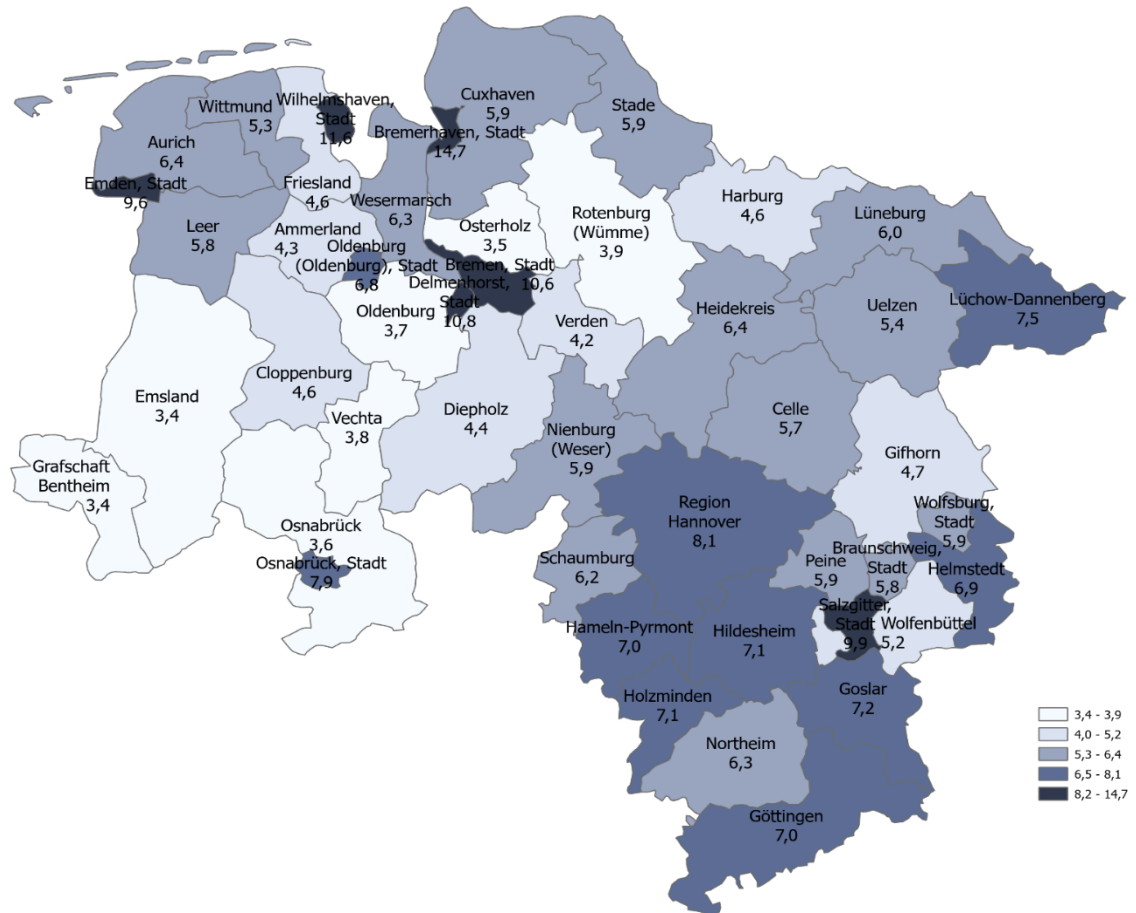 Cuxhaven
5,9
Wilhelmshaven,
Stadt
11,6
Wittmund
5,3
Stade
5,9
Bremerhaven, Stadt
14,7
Aurich
6,4
Emden, Stadt
9,6
Friesland
4,6
Wesermarsch
6,3
Harburg
4,6
Lüneburg
6,0
Rotenburg
(Wümme)
3,9
Osterholz
3,5
Leer
5,8
Ammerland
4,3
Oldenburg
(Oldenburg), Stadt
6,8
Bremen, Stadt
10,6
Delmenhorst,
Stadt
10,8
Lüchow-Dannenberg
7,5
Uelzen
5,4
Heidekreis
6,4
Oldenburg
3,7
Verden
4,2
Cloppenburg
4,6
Emsland
3,4
Vechta
3,8
Diepholz
4,4
Celle
5,7
Nienburg
(Weser)
5,9
Gifhorn
4,7
Grafschaft
Bentheim
3,4
Region
Hannover
8,1
Wolfsburg,
Stadt
5,9
Osnabrück
3,6
Osnabrück, Stadt
7,9
Schaumburg
6,2
Peine
5,9
Braunschweig,
Stadt
5,8
Helmstedt
6,9
Salzgitter,
Stadt
9,9
Wolfenbüttel
5,2
Hameln-Pyrmont
7,0
Hildesheim
7,1
Holzminden
7,1
Goslar
7,2
Northeim
6,3
Göttingen
7,0
3,4 - 3,9
4,0 - 5,2
5,3 - 6,4
6,5 - 8,1
8,2 - 14,7